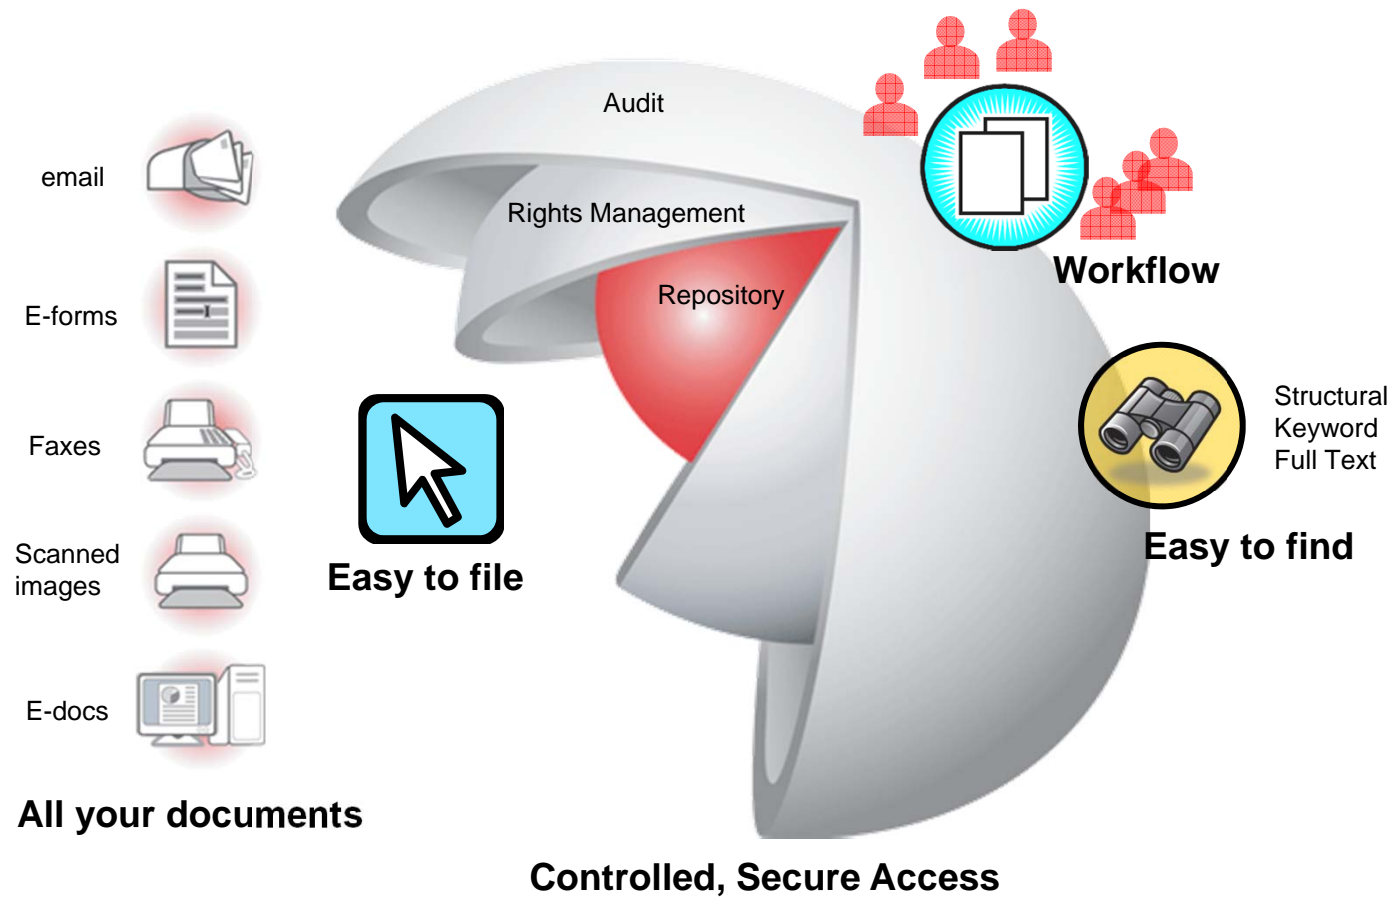 Audit
email
Rights Management
Workflow
Repository
E-forms
Structural
Keyword
Full Text
Faxes
Easy to find
Scanned
images
Easy to file
E-docs
All your documents
Controlled, Secure Access